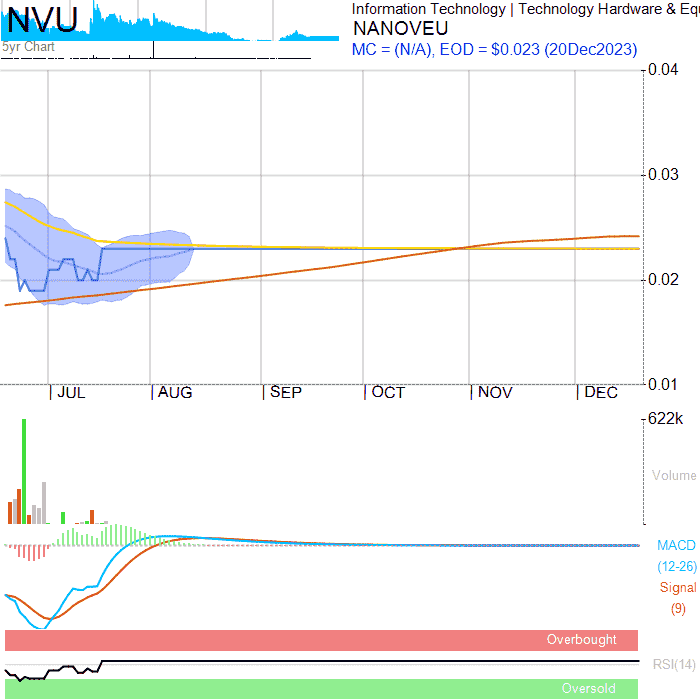 NVU
5yr Chart
Information Technology | Technology Hardware & Equ
NANOVEU
MC = (N/A), EOD = $0.023 (20Dec2023)
0.04
0.03
0.02
0.01
JUL AUG SEP OCT NOV DEC
622k
Volume
MACD
(12-26)
Signal
(9)
Overbought
RSI(14)
Oversold